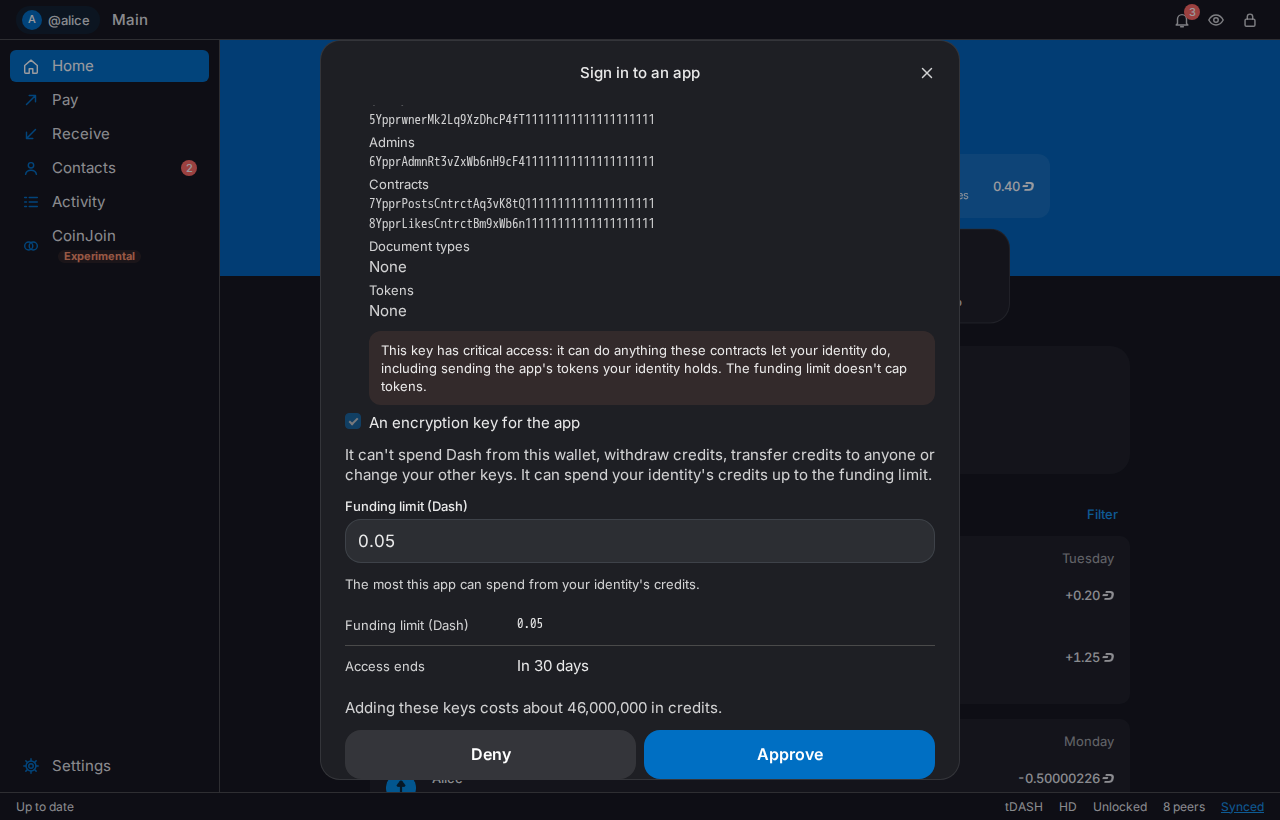 A @alice Main
3
Home
Pay
Receive
Contacts 2
Activity
CoinJoin
Experimental
Settings
Sign in to an app
5YpprwnerMk2Lq9XzDhcP4fT11111111111111111111
Admins
6YpprAdmnRt3vZxWb6nH9cF411111111111111111111
Contracts
7YpprPostsCntrctAq3vK8tQ11111111111111111111
8YpprLikesCntrctBm9xWb6n11111111111111111111
Document types
None
Tokens
None
This key has critical access: it can do anything these contracts let your identity do,
including sending the app's tokens your identity holds. The funding limit doesn't cap
tokens.
An encryption key for the app
It can't spend Dash from this wallet, withdraw credits, transfer credits to anyone or
change your other keys. It can spend your identity's credits up to the funding limit.
Funding limit (Dash)
0.05
The most this app can spend from your identity's credits.
Funding limit (Dash) 0.05
Access ends In 30 days
Adding these keys costs about 46,000,000 in credits.
Deny Approve
0.40
Filter
Tuesday
+0.20
+1.25
Monday
-0.50000226
Up to date
tDASH HD Unlocked 8 peers Synced